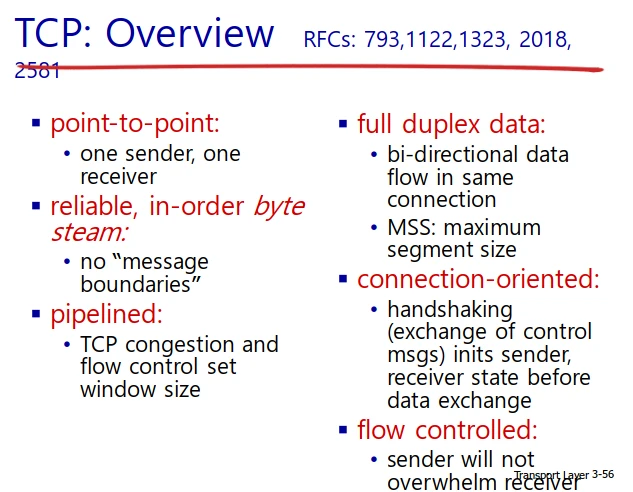 TCP: Overview RFCs: 793,1122,1323, 2018,
2581
▪ point-to-point:
• one sender, one
receiver
▪ reliable, in-order byte
steam:
• no “message
boundaries”
▪ pipelined:
• TCP congestion and
flow control set
window size
▪ full duplex data:
• bi-directional data
flow in same
connection
• MSS: maximum
segment size
▪ connection-oriented:
• handshaking
(exchange of control
msgs) inits sender,
receiver state before
data exchange
▪ flow controlled:
• sender will not
overwhelm receiver
Transport Layer 3-56